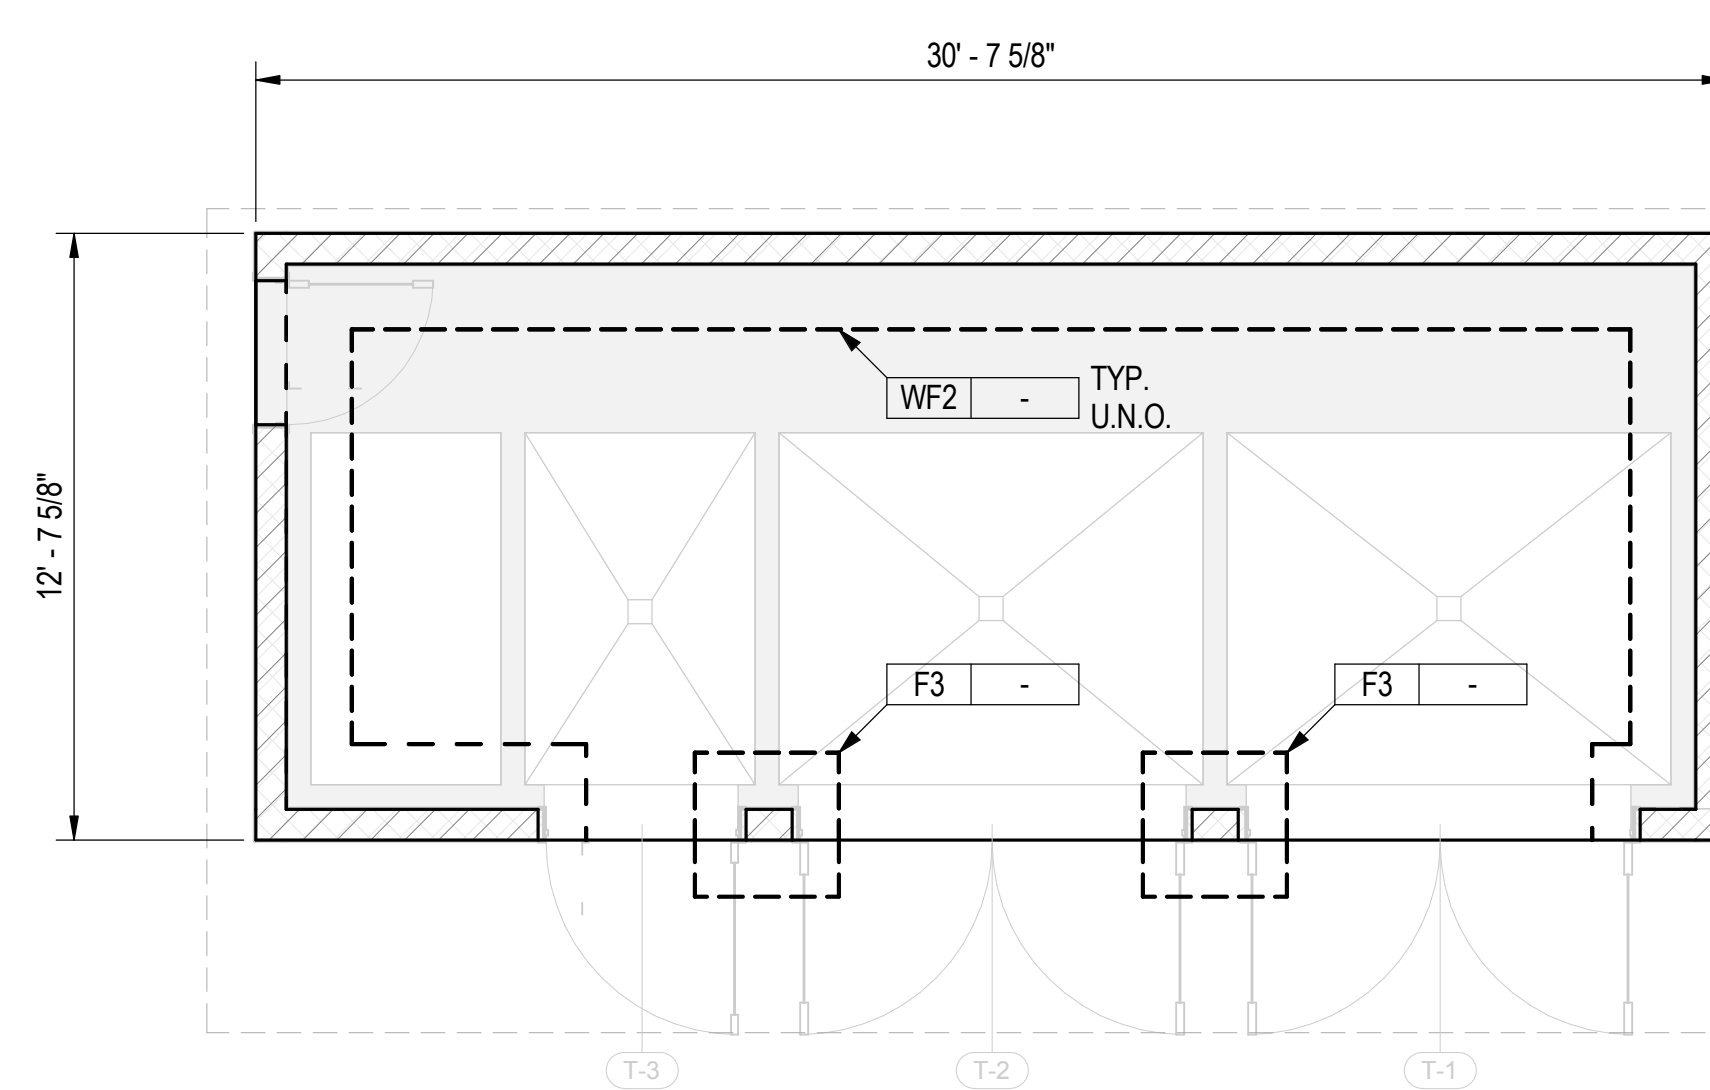 30' - 7 5/8"
12' - 7 5/8"
WF2 -
TYP.
U.N.O.
F3 -
F3 -
T-3
T-2
T-1